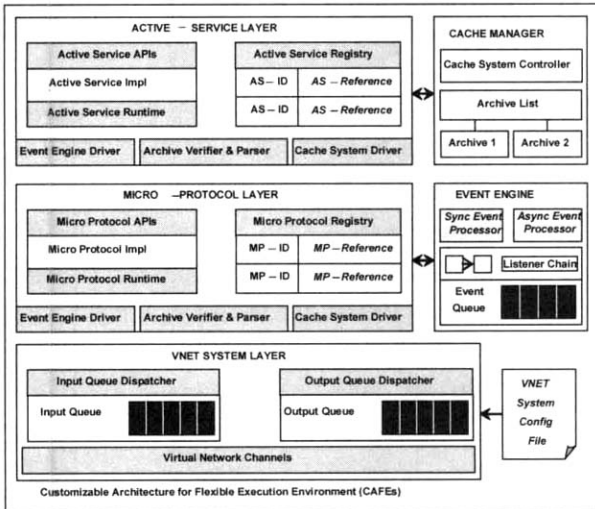 ACTIVE – SERVICE LAYER
Active Service APIs
Active Service Impl
Active Service Runtime
Active Service Registry
AS – ID AS – Reference
AS – ID AS – Reference
Event Engine Driver Archive Verifier & Parser Cache System Driver
CACHE MANAGER
Cache System Controller
Archive List
Archive 1 Archive 2
MICRO –PROTOCOL LAYER
Micro Protocol APIs
Micro Protocol Impl
Micro Protocol Runtime
Micro Protocol Registry
MP – ID MP – Reference
MP – ID MP – Reference
Event Engine Driver Archive Verifier & Parser Cache System Driver
EVENT ENGINE
Sync Event
Processor
Async Event
Processor
Listener Chain
Event
Queue
VNET SYSTEM LAYER
Input Queue Dispatcher
Input Queue
Output Queue Dispatcher
Output Queue
Virtual Network Channels
VNET
System
Config
File
Customizable Architecture for Flexible Execution Environment (CAFEs)